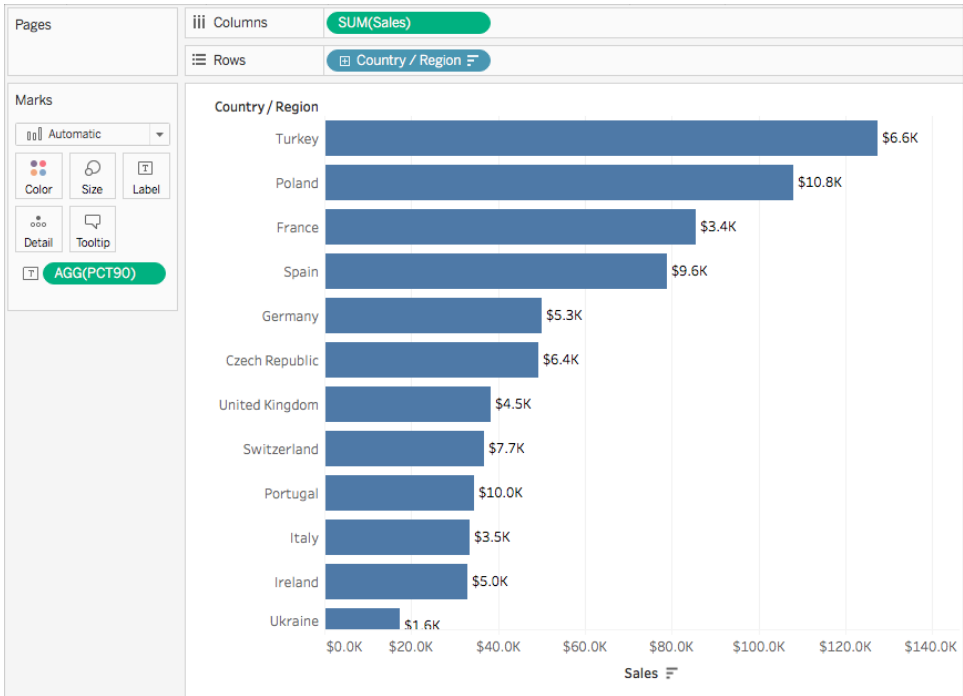 Pages
Columns
SUM(Sales)
Rows
Country / Region
Marks
Automatic
Color
Size
Label
Detail
Tooltip
AGG(PCT90)
Country / Region
Turkey $6.6K
Poland $10.8K
France $3.4K
Spain $9.6K
Germany $5.3K
Czech Republic $6.4K
United Kingdom $4.5K
Switzerland $7.7K
Portugal $10.0K
Italy $3.5K
Ireland $5.0K
Ukraine $1.6K
$0.0K $20.0K $40.0K $60.0K $80.0K $100.0K $120.0K $140.0K
Sales